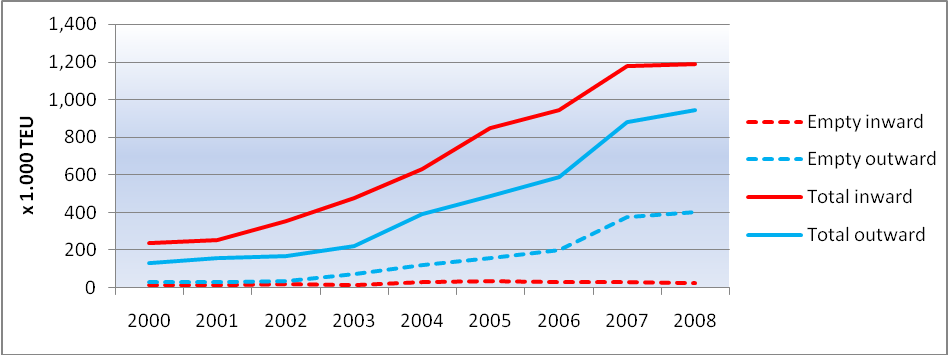 1,400
1,200
1,000
800
600
400
200
0
x 1.000 TEU
2000 2001 2002 2003 2004 2005 2006 2007 2008
Empty inward
Empty outward
Total inward
Total outward